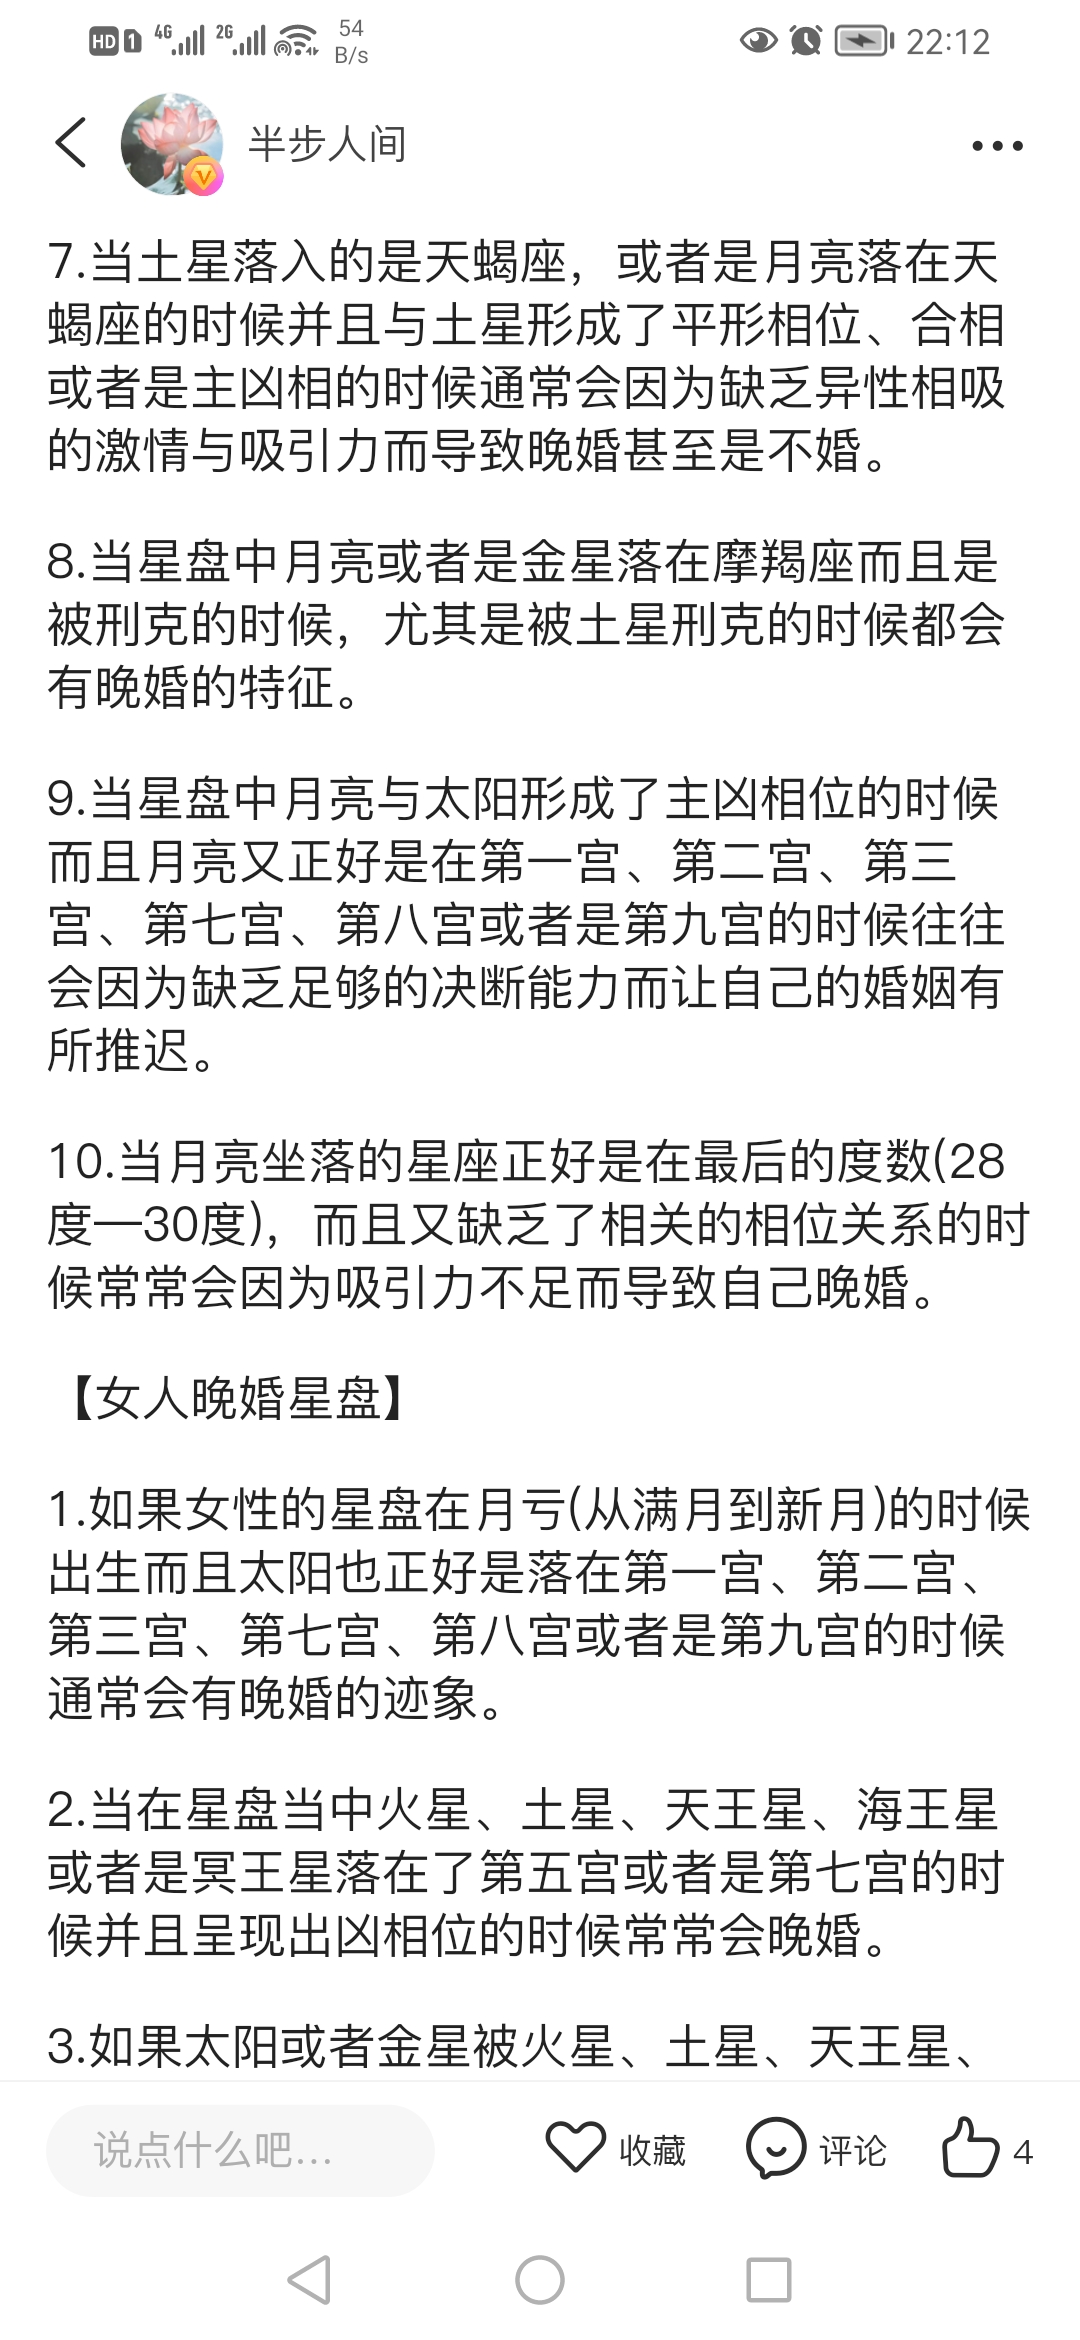 HD 1 4G 2G 54 B/s 22:12
半步人间
7.当土星落入的是天蝎座，或者是月亮落在天
蝎座的时候并且与土星形成了平形相位、合相
或者是主凶相的时候通常会因为缺乏异性相吸
的激情与吸引力而导致晚婚甚至是不婚。
8.当星盘中月亮或者是金星落在摩羯座而且是
被刑克的时候，尤其是被土星刑克的时候都会
有晚婚的特征。
9.当星盘中月亮与太阳形成了主凶相位的时候
而且月亮又正好是在第一宫、第二宫、第三
宫、第七宫、第八宫或者是第九宫的时候往往
会因为缺乏足够的决断能力而让自己的婚姻有
所推迟。
10.当月亮坐落的星座正好是在最后的度数(28
度—30度)，而且又缺乏了相关的相位关系的时
候常常会因为吸引力不足而导致自己晚婚。
【女人晚婚星盘】
1.如果女性的星盘在月亏(从满月到新月)的时候
出生而且太阳也正好是落在第一宫、第二宫、
第三宫、第七宫、第八宫或者是第九宫的时候
通常会有晚婚的迹象。
2.当在星盘当中火星、土星、天王星、海王星
或者是冥王星落在了第五宫或者是第七宫的时
候并且呈现出凶相位的时候常常会晚婚。
3.如果太阳或者金星被火星、土星、天王星、
说点什么吧... 收藏 评论 4